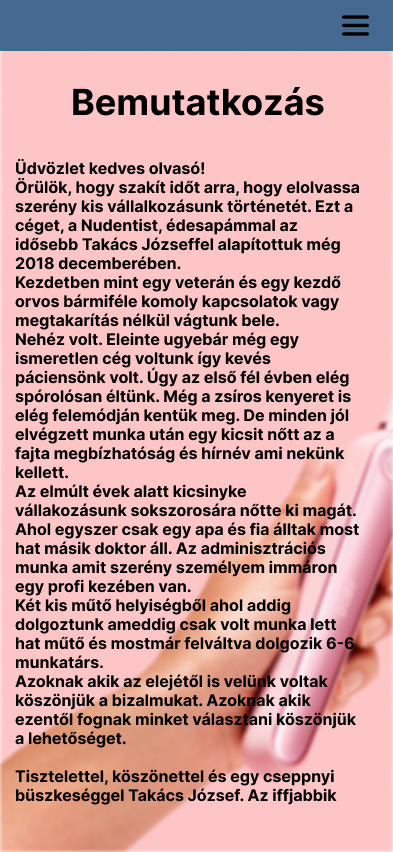 Bemutatkozás
Üdvözlet kedves olvasó!
Örülök, hogy szakít időt arra, hogy elolvassa
szerény kis vállalkozásunk történetét. Ezt a
céget, a Nudentist, édesapámmal az
idősebb Takács Józseffel alapítottuk még
2018 decemberében.
Kezdetben mint egy veterán és egy kezdő
orvos bármiféle komoly kapcsolatok vagy
megtakarítás nélkül vágtunk bele.
Nehéz volt. Eleinte ugyebár még egy
ismeretlen cég voltunk így kevés
páciensönk volt. Úgy az első fél évben elég
spórolósan éltünk. Még a zsíros kenyeret is
elég felemódján kentük meg. De minden jól
elvégzett munka után egy kicsit nőtt az a
fajta megbízhatóság és hírnév ami nekünk
kellett.
Az elmúlt évek alatt kicsinyke
vállakozásunk sokszorosára nőtte ki magát.
Ahol egyszer csak egy apa és fia álltak most
hat másik doktor áll. Az adminisztrációs
munka amit szerény személyem immáron
egy profi kezében van.
Két kis műtő helyiségből ahol addig
dolgoztunk ameddig csak volt munka lett
hat műtő és mostmár felváltva dolgozik 6-6
munkatárs.
Azoknak akik az elejétől is velünk voltak
köszönjük a bizalmukat. Azoknak akik
ezentől fognak minket választani köszönjük
a lehetőséget.
Tisztelettel, köszönettel és egy cseppnyi
büszkeséggel Takács József. Az iffjabbik